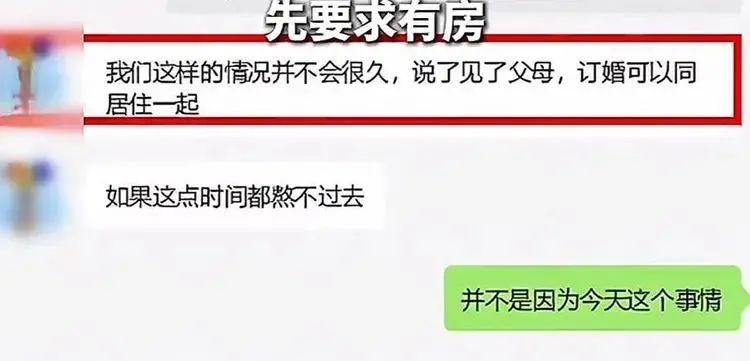 先要求有房
我们这样的情况并不会很久，说了见了父母，订婚可以同
居住一起
如果这点时间都熬不过去
并不是因为今天这个事情